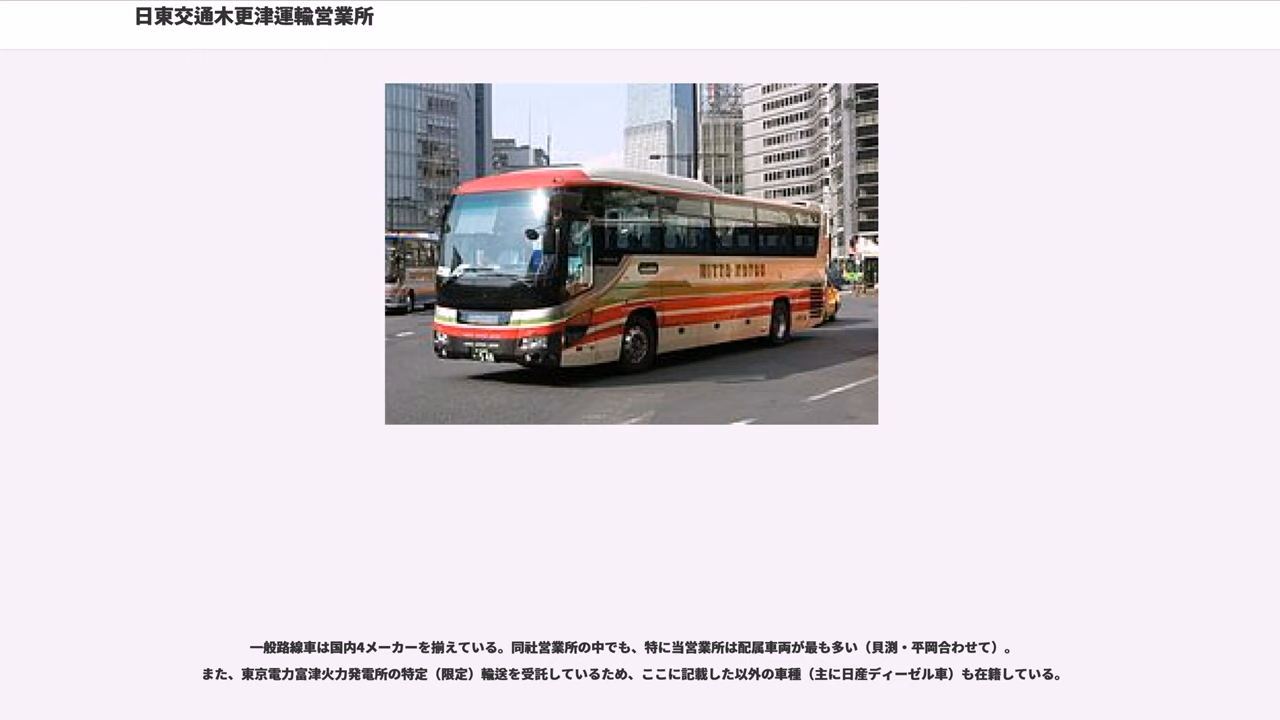 日東交通木更津運輸営業所
NITTO KOTSU
一般路線車は国内4メーカーを揃えている。同社営業所の中でも、特に当営業所は配属車両が最も多い（貝渕・平岡合わせて）。
また、東京電力富津火力発電所の特定（限定）輸送を受託しているため、ここに記載した以外の車種（主に日産ディーゼル車）も在籍している。